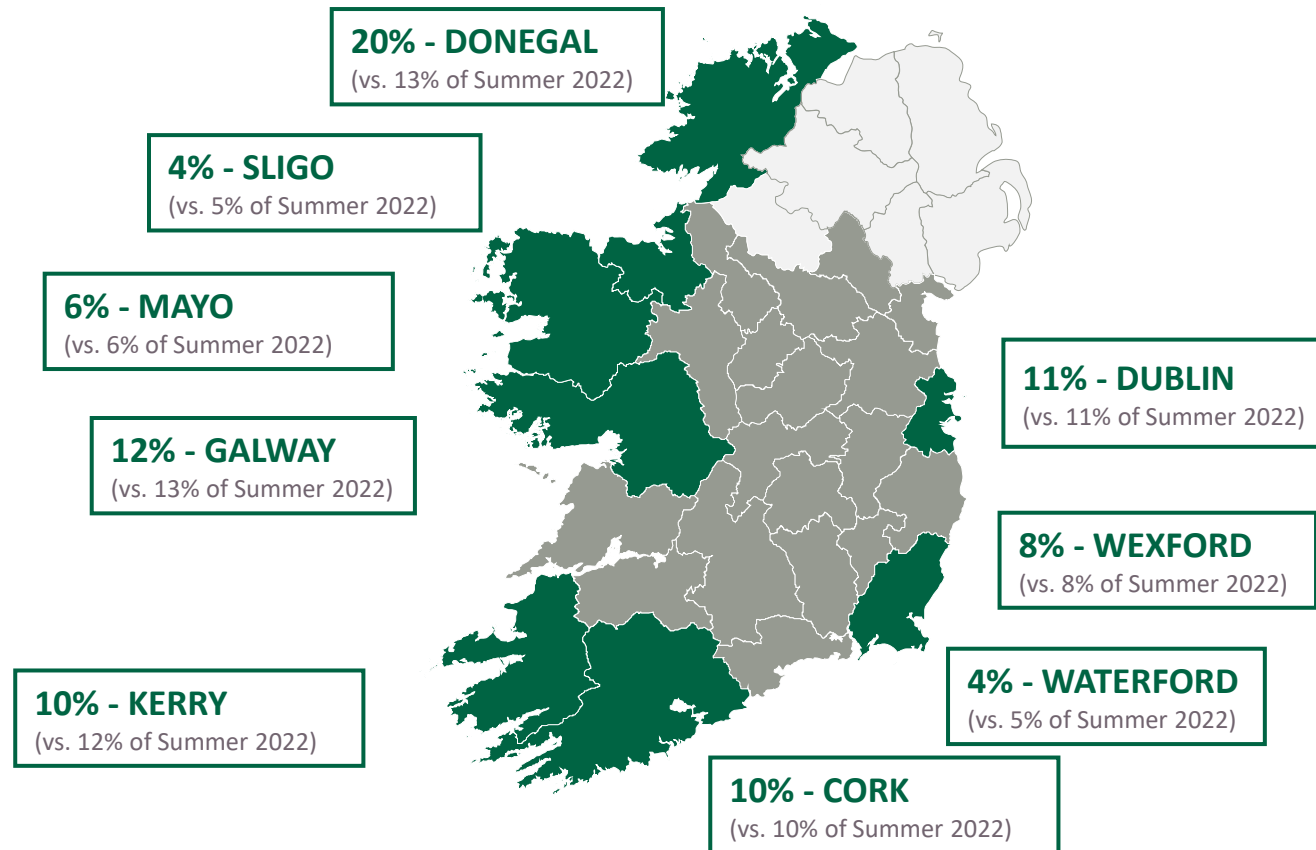 20% - DONEGAL
(vs. 13% of Summer 2022)
4% - SLIGO
(vs. 5% of Summer 2022)
6% - MAYO
(vs. 6% of Summer 2022)
11% - DUBLIN
(vs. 11% of Summer 2022)
12% - GALWAY
(vs. 13% of Summer 2022)
8% - WEXFORD
(vs. 8% of Summer 2022)
4% - WATERFORD
(vs. 5% of Summer 2022)
10% - KERRY
(vs. 12% of Summer 2022)
10% - CORK
(vs. 10% of Summer 2022)